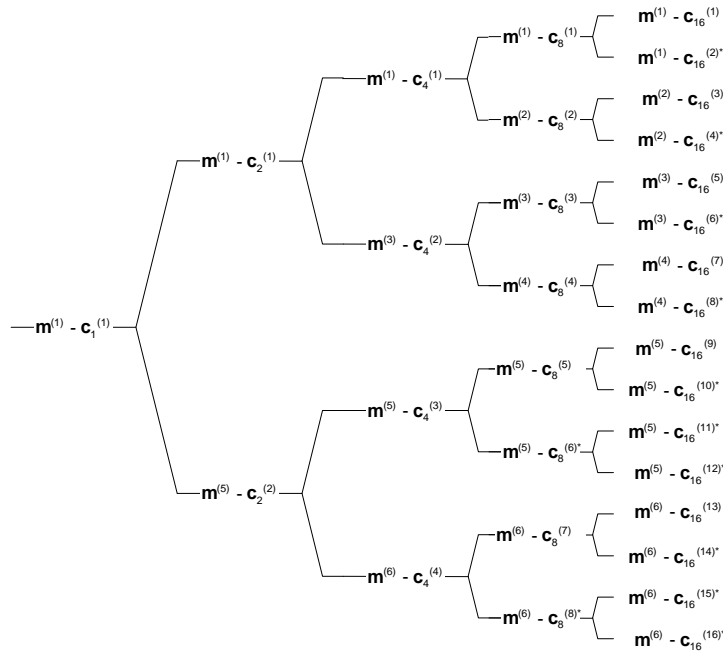 m(1) - c16(1)
m(1) - c8(1)
m(1) - c16(2)*
m(1) - c4(1)
m(2) - c16(3)
m(2) - c8(2)
m(2) - c16(4)*
m(1) - c2(1)
m(3) - c16(5)
m(3) - c8(3)
m(3) - c16(6)*
m(3) - c4(2)
m(4) - c16(7)
m(4) - c8(4)
m(4) - c16(8)*
m(1) - c1(1)
m(5) - c16(9)
m(5) - c8(5)
m(5) - c16(10)*
m(5) - c4(3)
m(5) - c16(11)*
m(5) - c8(6)*
m(5) - c16(12)*
m(5) - c2(2)
m(6) - c16(13)
m(6) - c8(7)
m(6) - c16(14)*
m(6) - c4(4)
m(6) - c16(15)*
m(6) - c8(8)*
m(6) - c16(16)*